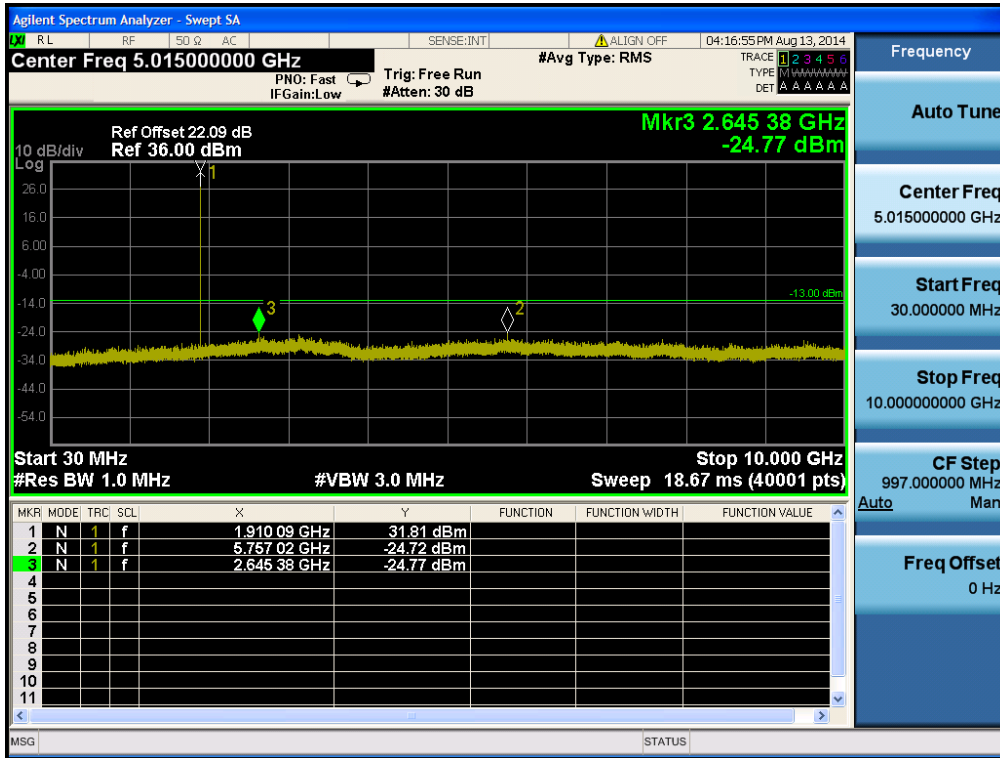 Agilent Spectrum Analyzer - Swept SA
LXI RL RF 50 Ω AC SENSE:INT ALIGN OFF 04:16:55 PM Aug 13, 2014
Center Freq 5.015000000 GHz
PNO: Fast
IFGain:Low
Trig: Free Run
#Atten: 30 dB
#Avg Type: RMS
TRACE 1 2 3 4 5 6
TYPE M WWWWW
DET A A A A A A
Mkr3 2.645 38 GHz
-24.77 dBm
Ref Offset 22.09 dB
10 dB/div Ref 36.00 dBm
Log
1
26.0
16.0
6.00
-4.00
-13.00 dBm
-14.0
3
2
-24.0
-34.0
-44.0
-54.0
Start 30 MHz Stop 10.000 GHz
#Res BW 1.0 MHz #VBW 3.0 MHz Sweep 18.67 ms (40001 pts)
MKR MODE TRC SCL X Y FUNCTION FUNCTION WIDTH FUNCTION VALUE
1 N 1 f 1.910 09 GHz 31.81 dBm
2 N 1 f 5.757 02 GHz -24.72 dBm
3 N 1 f 2.645 38 GHz -24.77 dBm
4
5
6
7
8
9
10
11
MSG STATUS
Frequency
Auto Tune
Center Freq
5.015000000 GHz
Start Freq
30.000000 MHz
Stop Freq
10.000000000 GHz
CF Step
997.000000 MHz
Auto Man
Freq Offset
0 Hz